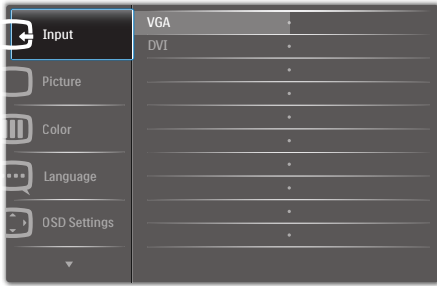 Input
Picture
Color
Language
OSD Settings
VGA
DVI